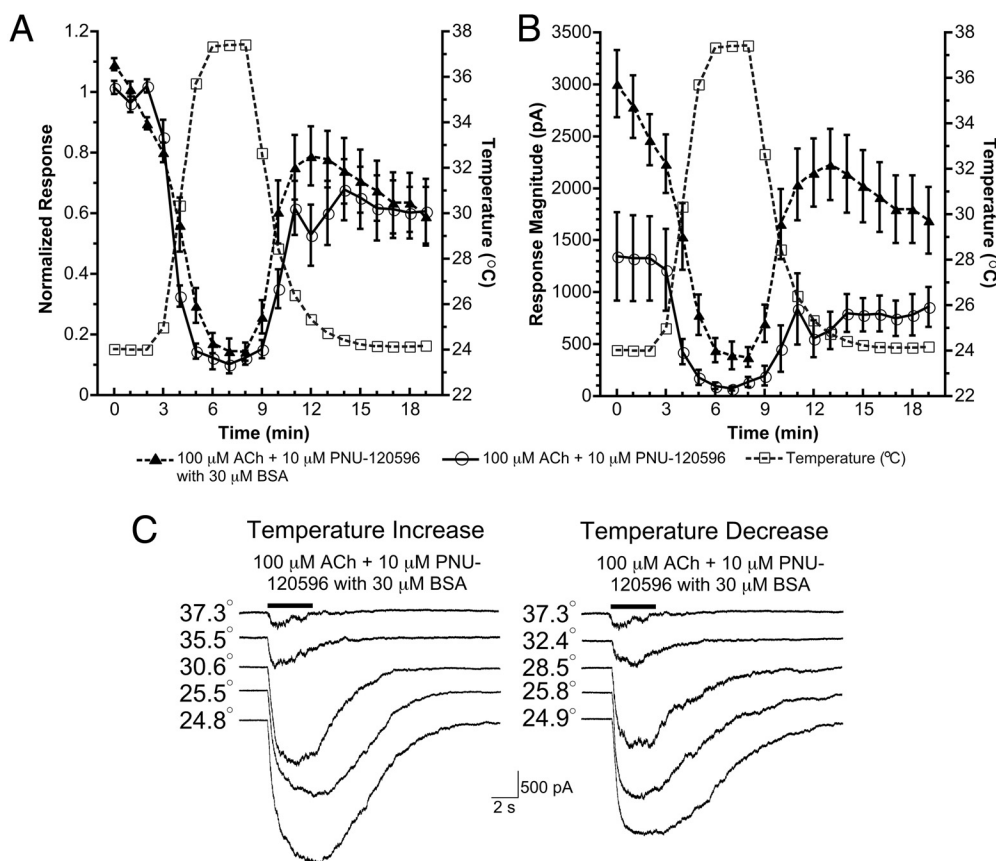 A
1.2
1
0.8
0.6
0.4
0.2
0
Normalized Response
38
36
34
32
30
28
26
24
22
Temperature (°C)
0 3 6 9 12 15 18
Time (min)
B
3500
3000
2500
2000
1500
1000
500
0
Response Magnitude (pA)
38
36
34
32
30
28
26
24
22
Temperature (°C)
0 3 6 9 12 15 18
Time (min)
100 μM ACh + 10 μM PNU-120596
with 30 μM BSA
100 μM ACh + 10 μM PNU-120596
Temperature (°C)
C
Temperature Increase
100 μM ACh + 10 μM PNU-
120596 with 30 μM BSA
37.3°
35.5°
30.6°
25.5°
24.8°
500 pA
2 s
Temperature Decrease
100 μM ACh + 10 μM PNU-
120596 with 30 μM BSA
37.3°
32.4°
28.5°
25.8°
24.9°